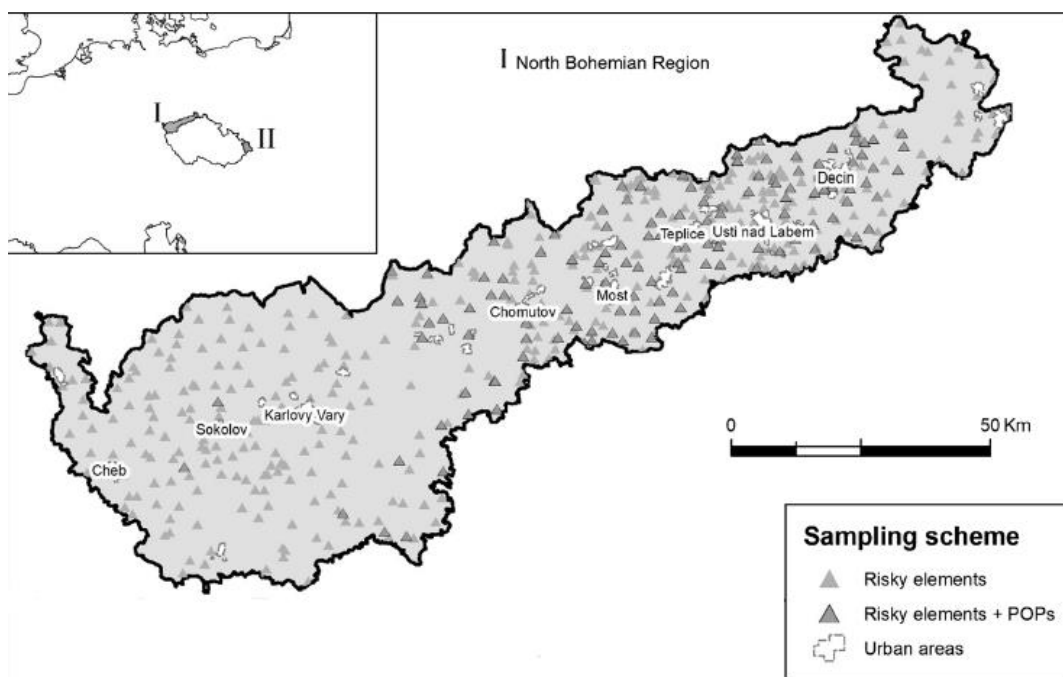 I North Bohemian Region
I
II
Decin
Teplice
Usti nad Labem
Most
Chomutov
Karlovy Vary
Sokolov
Cheb
0 50 Km
Sampling scheme
Risky elements
Risky elements + POPs
Urban areas